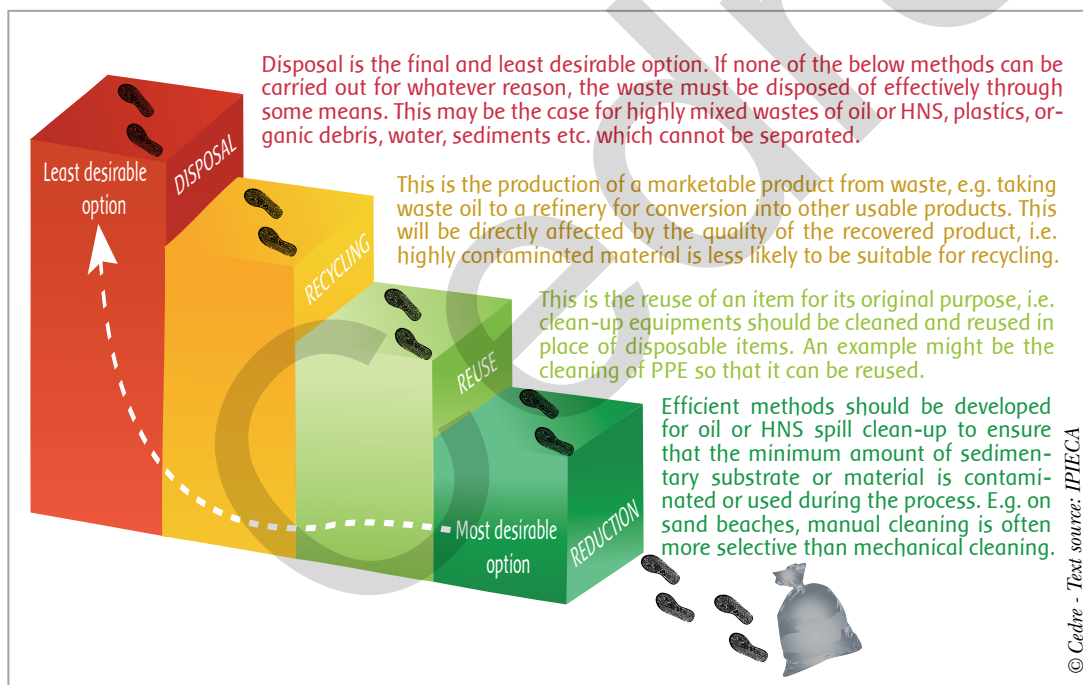 Disposal is the final and least desirable option. If none of the below methods can be
carried out for whatever reason, the waste must be disposed of effectively through
some means. This may be the case for highly mixed wastes of oil or HNS, plastics, or-
ganic debris, water, sediments etc. which cannot be separated.
DISPOSAL
Least desirable
option
This is the production of a marketable product from waste, e.g. taking
waste oil to a refinery for conversion into other usable products. This
will be directly affected by the quality of the recovered product, i.e.
highly contaminated material is less likely to be suitable for recycling.
RECYCLING
This is the reuse of an item for its original purpose, i.e.
clean-up equipments should be cleaned and reused in
place of disposable items. An example might be the
cleaning of PPE so that it can be reused.
REUSE
Efficient methods should be developed
for oil or HNS spill clean-up to ensure
that the minimum amount of sedimen-
tary substrate or material is contami-
nated or used during the process. E.g. on
sand beaches, manual cleaning is often
more selective than mechanical cleaning.
REDUCTION
Most desirable
option
© Cedre - Text source: IPIECA
Cedre